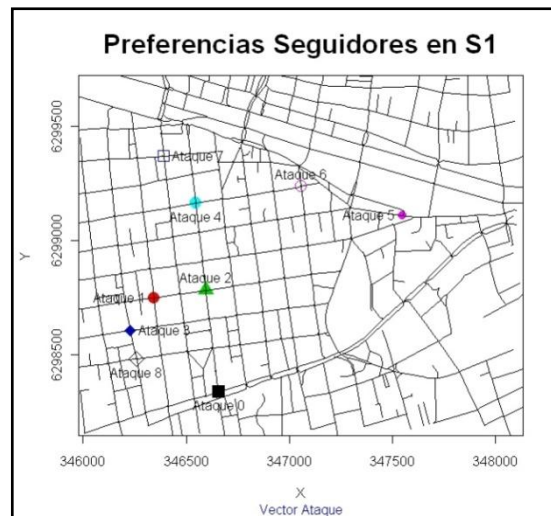 Preferencias Seguidores en S1
Y
6299500
6299000
6298500
Ataque 7
Ataque 6
Ataque 4
Ataque 5
Ataque 2
Ataque 1
Ataque 3
Ataque 8
Ataque 0
346000
346500
347000
347500
348000
X
Vector Ataque